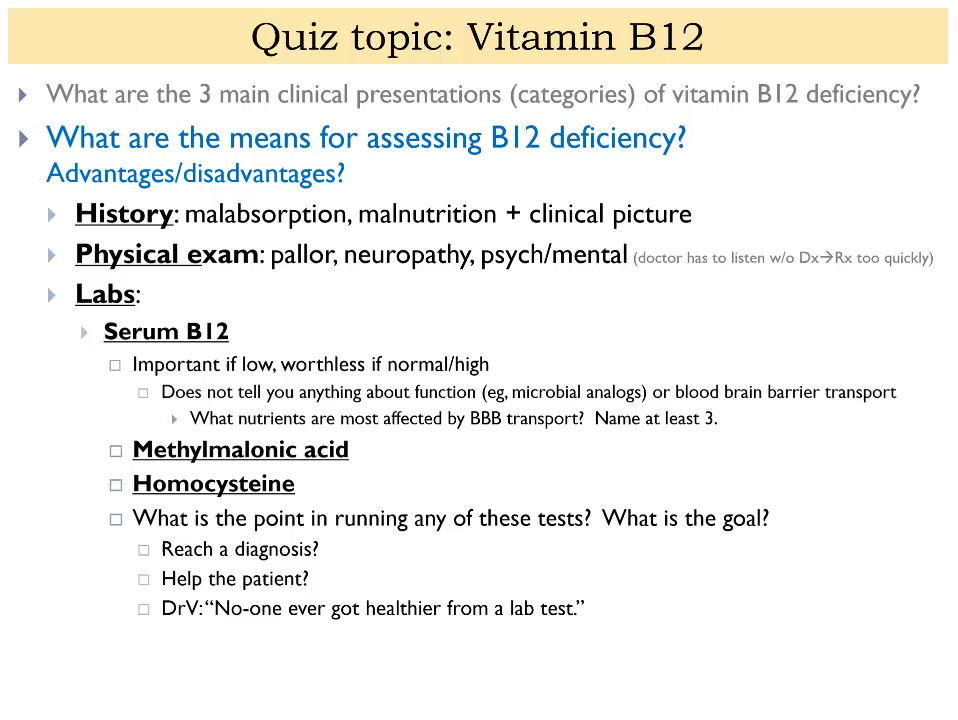 Quiz topic: Vitamin B12
What are the 3 main clinical presentations (categories) of vitamin B12 deficiency?
What are the means for assessing B12 deficiency?
Advantages/disadvantages?
History: malabsorption, malnutrition + clinical picture
Physical exam: pallor, neuropathy, psych/mental (doctor has to listen w/o Dx→Rx too quickly)
Labs:
Serum B12
Important if low, worthless if normal/high
Does not tell you anything about function (eg, microbial analogs) or blood brain barrier transport
What nutrients are most affected by BBB transport? Name at least 3.
Methylmalonic acid
Homocysteine
What is the point in running any of these tests? What is the goal?
Reach a diagnosis?
Help the patient?
DrV: “No-one ever got healthier from a lab test.”